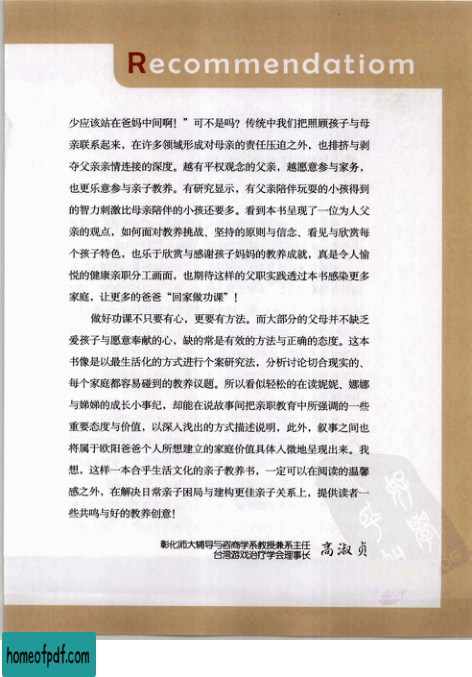 Recommendatiom
少应该站在爸妈中间啊！”可不是吗？传统中我们把照顾孩子与母
亲联系起来，在许多领域形成对母亲的责任压迫之外，也排挤与剥
夺父亲亲情连接的深度。越有平权观念的父亲，越愿意参与家务，
也更乐意参与亲子教养。有研究显示，有父亲陪伴玩耍的小孩得到
的智力刺激比母亲陪伴的小孩还要多。看到本书呈现了一位为人父
亲的观点，如何面对教养挑战、坚持的原则与信念、看见与欣赏每
个孩子特色，也乐于欣赏与感谢孩子妈妈的教养成就，真是令人愉
悦的健康亲职分工画面，也期待这样的父职实践透过本书感染更多
家庭，让更多的爸爸“回家做功课”！
做好功课不只要有心，更要有方法。而大部分的父母并不缺乏
爱孩子与愿意奉献的心，缺的常是有效的方法与正确的态度。这本
书像是以最生活化的方式进行个案研究法，分析讨论切合现实的、
每个家庭都容易碰到的教养议题。所以看似轻松的在读妮妮、娜娜
与娣娣的成长小事纪，却能在说故事间把亲职教育中所强调的一些
重要态度与价值，以深入浅出的方式描述说明，此外，叙事之间也
将属于欧阳爸爸个人所想建立的家庭价值具体入微地呈现出来。我
想，这样一本合乎生活文化的亲子教养书，一定可以在阅读的温馨
感之外，在解决日常亲子困局与建构更佳亲子关系上，提供读者一
些共鸣与好的教养创意！
彰化师大辅导与咨商学系教授兼系主任
台湾游戏治疗学会理事长 高淑贞
homeofpdf.com